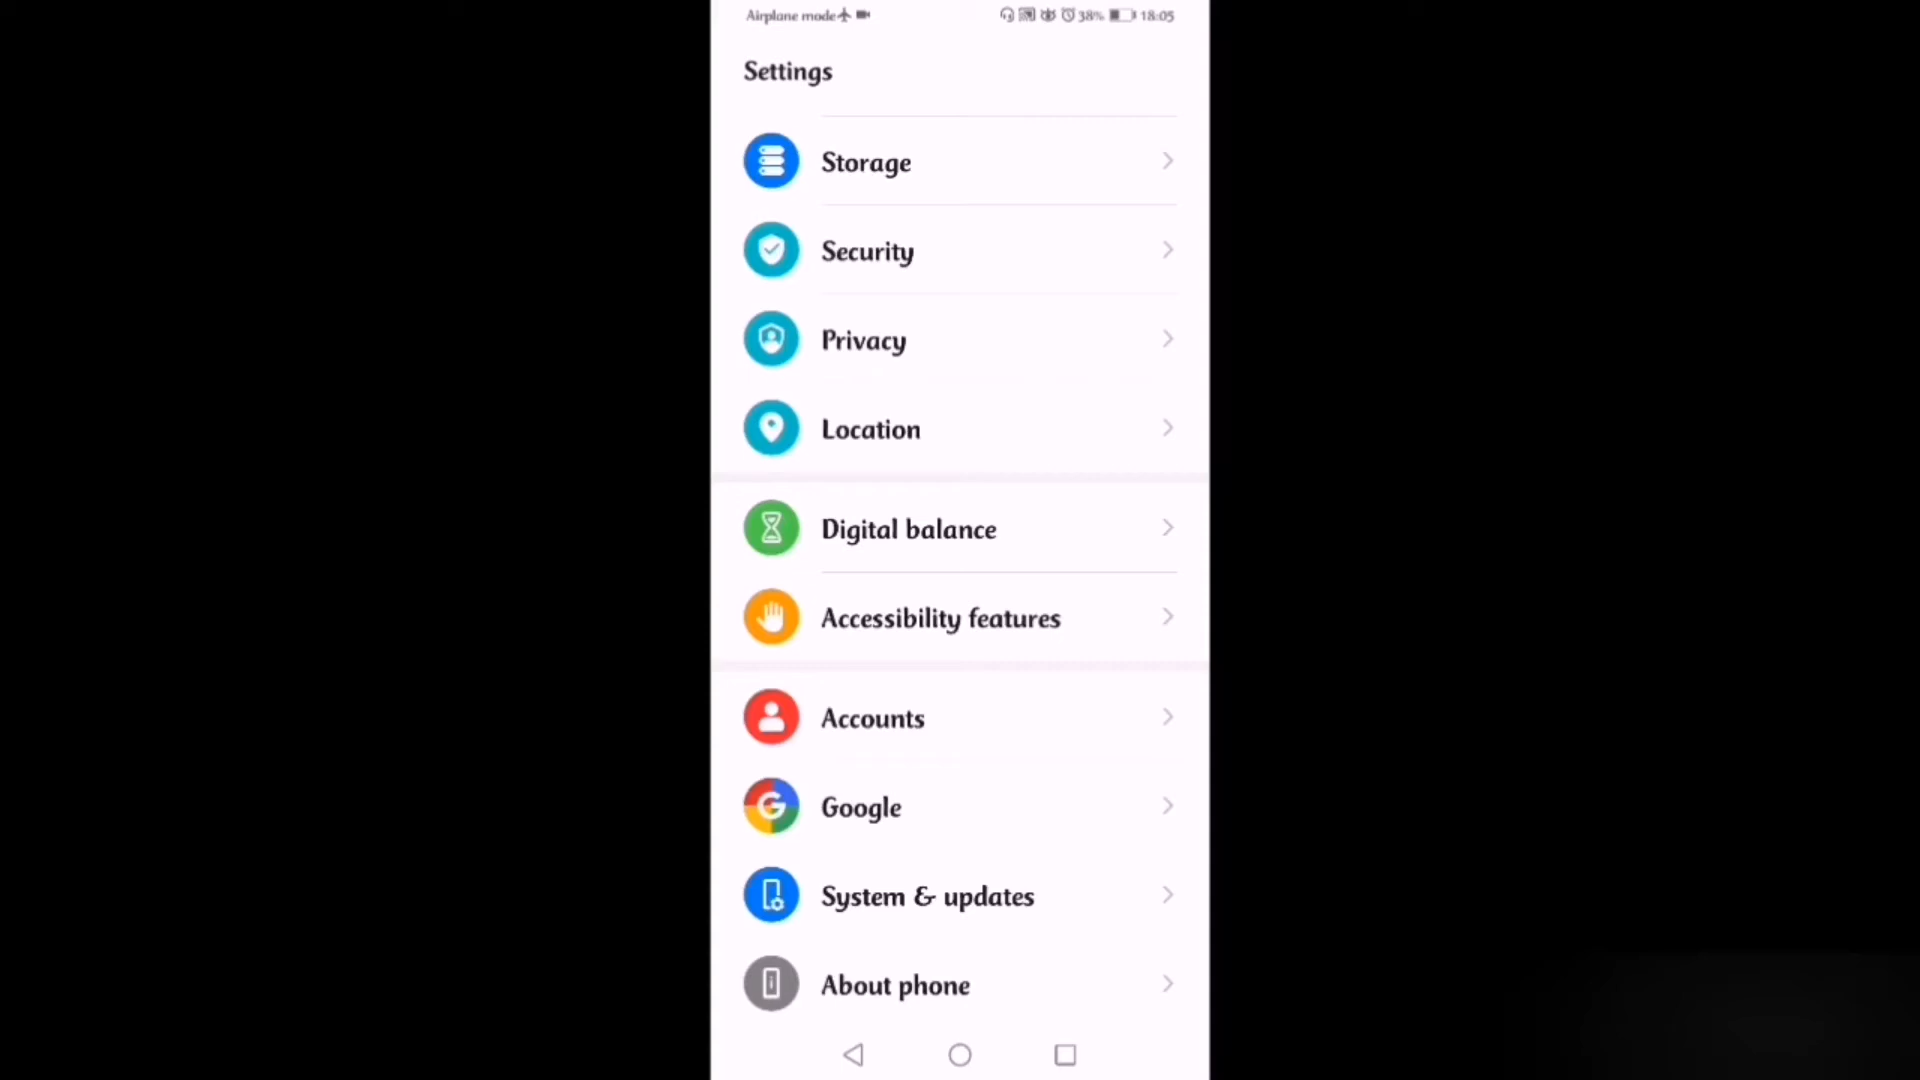 Airplane mode 38% 18:05
Settings
Storage
Security
Privacy
Location
Digital balance
Accessibility features
Accounts
Google
System & updates
About phone